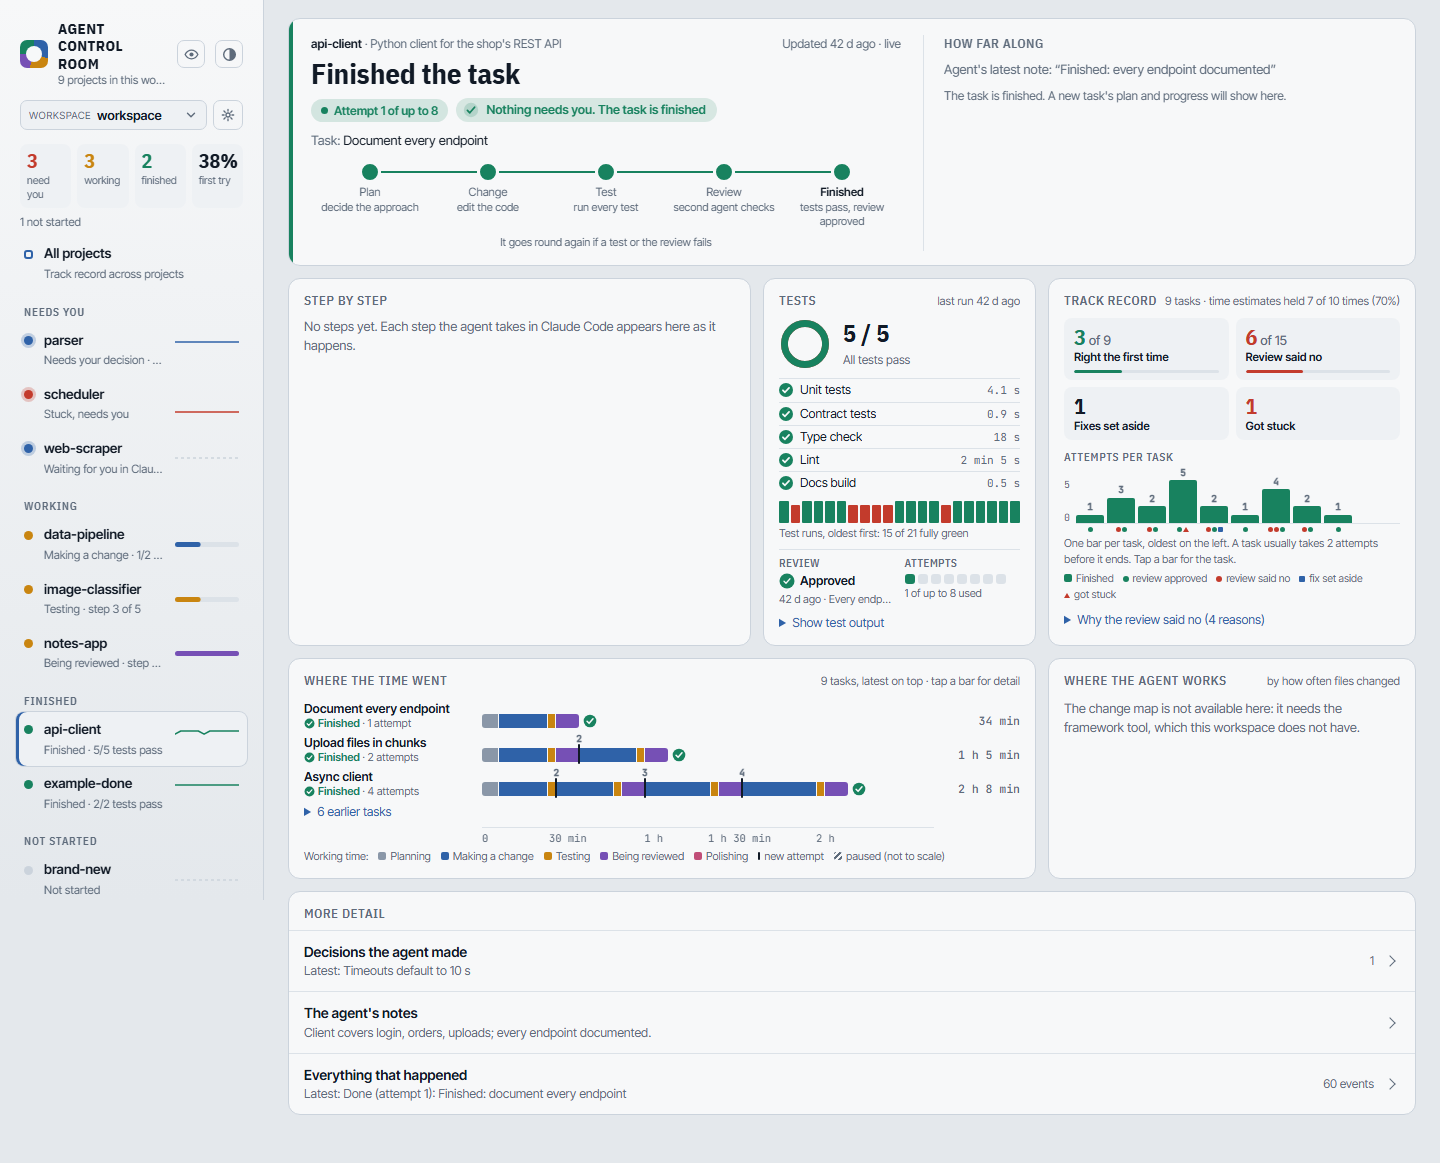 AGENT
CONTROL
ROOM
9 projects in this wo...
WORKSPACE workspace
3 need you
3 working
2 finished
38% first try
1 not started
All projects
Track record across projects
NEEDS YOU
parser
Needs your decision · ...
scheduler
Stuck, needs you
web-scraper
Waiting for you in Clau...
WORKING
data-pipeline
Making a change · 1/2 ...
image-classifier
Testing · step 3 of 5
notes-app
Being reviewed · step ...
FINISHED
api-client
Finished · 5/5 tests pass
example-done
Finished · 2/2 tests pass
NOT STARTED
brand-new
Not started
api-client · Python client for the shop's REST API
Updated 42 d ago · live
Finished the task
Attempt 1 of up to 8
Nothing needs you. The task is finished
Task: Document every endpoint
Plan
decide the approach
Change
edit the code
Test
run every test
Review
second agent checks
Finished
tests pass, review
approved
It goes round again if a test or the review fails
HOW FAR ALONG
Agent's latest note: “Finished: every endpoint documented”
The task is finished. A new task's plan and progress will show here.
STEP BY STEP
No steps yet. Each step the agent takes in Claude Code appears here as it
happens.
TESTS
last run 42 d ago
5 / 5
All tests pass
Unit tests 4.1 s
Contract tests 0.9 s
Type check 18 s
Lint 2 min 5 s
Docs build 0.5 s
Test runs, oldest first: 15 of 21 fully green
REVIEW
Approved
42 d ago · Every endp...
ATTEMPTS
1 of up to 8 used
Show test output
TRACK RECORD
9 tasks · time estimates held 7 of 10 times (70%)
3 of 9
Right the first time
6 of 15
Review said no
1
Fixes set aside
1
Got stuck
ATTEMPTS PER TASK
5
0
1 3 2 5 2 1 4 2 1
One bar per task, oldest on the left. A task usually takes 2 attempts
before it ends. Tap a bar for the task.
Finished review approved review said no fix set aside
got stuck
Why the review said no (4 reasons)
WHERE THE TIME WENT
9 tasks, latest on top · tap a bar for detail
Document every endpoint
Finished · 1 attempt
34 min
Upload files in chunks
Finished · 2 attempts
2
1 h 5 min
Async client
Finished · 4 attempts
2 3 4
2 h 8 min
6 earlier tasks
0 30 min 1 h 1 h 30 min 2 h
Working time: Planning Making a change Testing Being reviewed Polishing new attempt paused (not to scale)
WHERE THE AGENT WORKS
by how often files changed
The change map is not available here: it needs the
framework tool, which this workspace does not have.
MORE DETAIL
Decisions the agent made
Latest: Timeouts default to 10 s
1
The agent's notes
Client covers login, orders, uploads; every endpoint documented.
Everything that happened
Latest: Done (attempt 1): Finished: document every endpoint
60 events